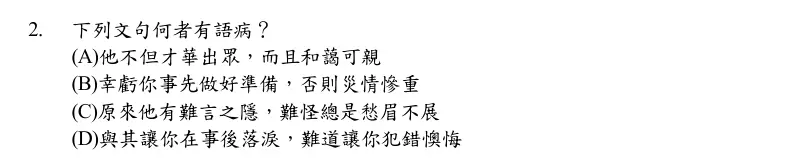 2. 下列文句何者有語病？
(A)他不但才華出眾，而且和藹可親
(B)幸虧你事先做好準備，否則災情慘重
(C)原來他有難言之隱，難怪總是愁眉不展
(D)與其讓你在事後落淚，難道讓你犯錯懊悔